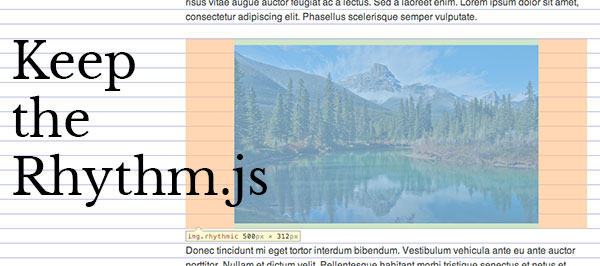 risus vitae augue auctor feugiat ac a lectus. Sed a laoreet enim. Lorem ipsum dolor sit amet,
consectetur adipiscing elit. Phasellus scelerisque semper vulputate.
Keep
the
Rhythm.js
img.rhythmic 500px × 312px
Donec tincidunt mi eget tortor interdum bibendum. Vestibulum vehicula ante eu ante auctor
porttitor. Nullam et dictum velit. Pellentesque habitant morbi tristique senectus et netus et